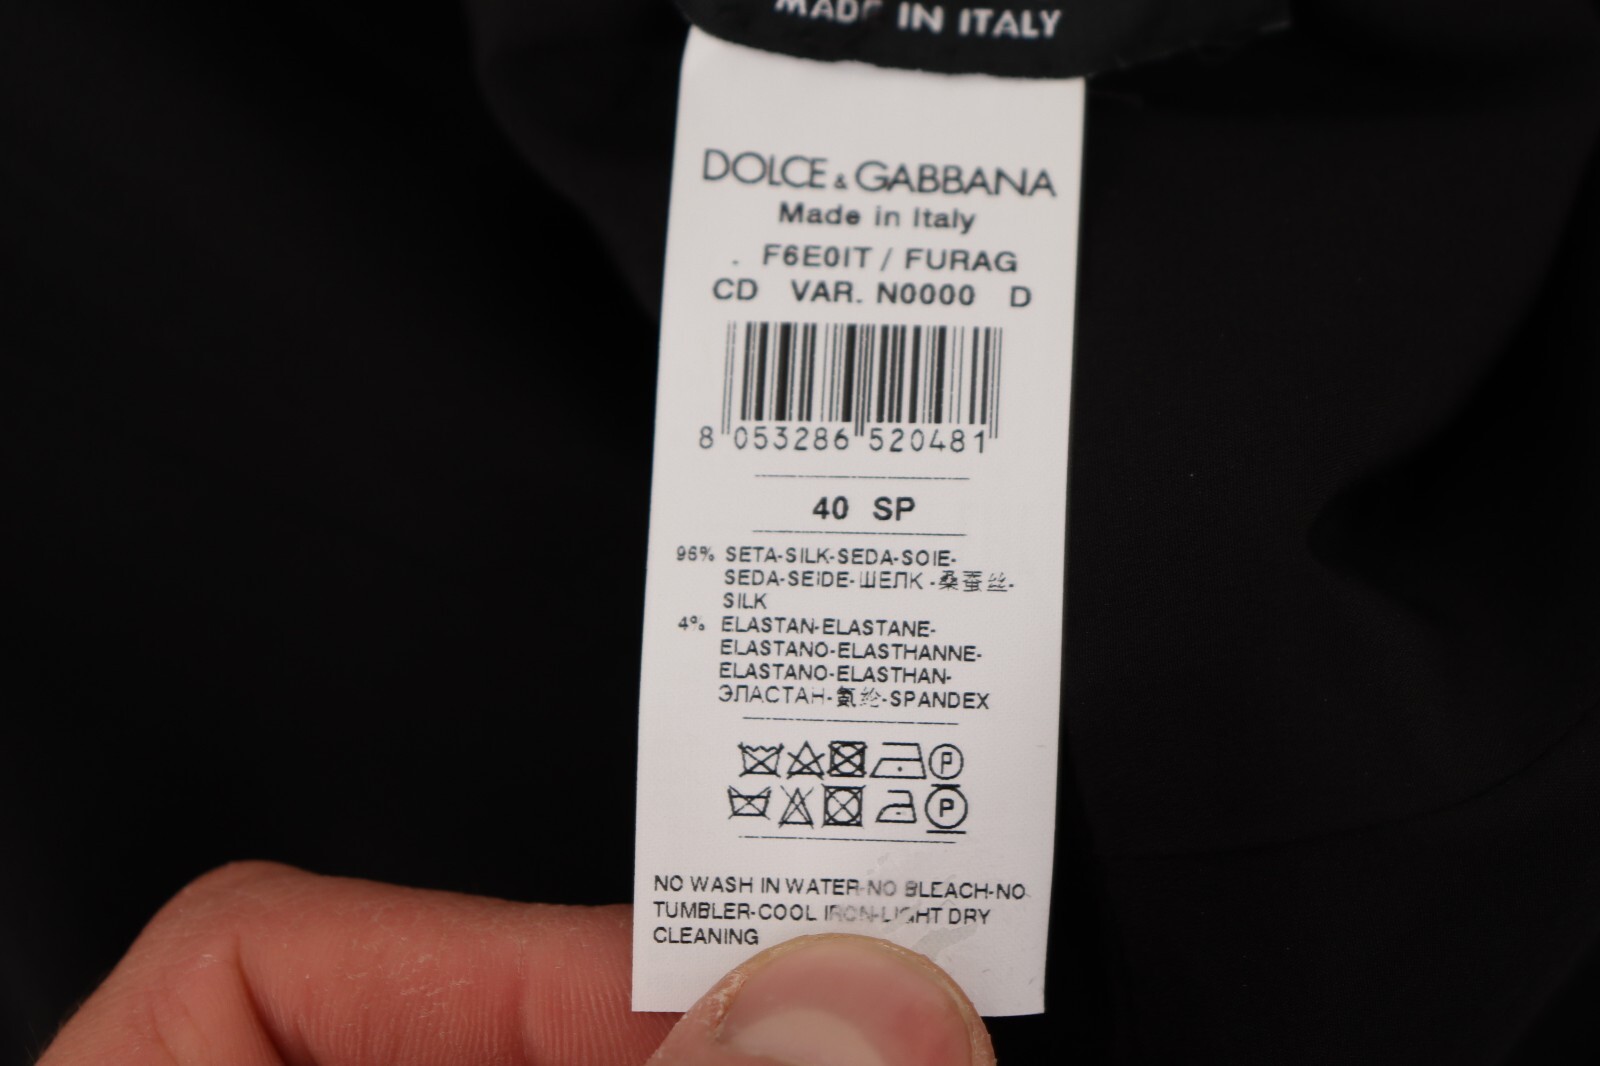 MADE IN ITALY
DOLCE & GABBANA
Made in Italy
. F6E0IT / FURAG
CD VAR. N0000 D
8 053286 520481
40 SP
96% SETA-SILK-SEDA-SOIE-
SEDA-SEIDE-ШЕЛК -桑蚕丝-
SILK
4% ELASTAN-ELASTANE-
ELASTANO-ELASTHANNE-
ELASTANO-ELASTHAN-
ЭЛАСТАН-氨纶-SPANDEX
P
P
NO WASH IN WATER-NO BLEACH-NO
TUMBLER-COOL IRON-LIGHT DRY
CLEANING